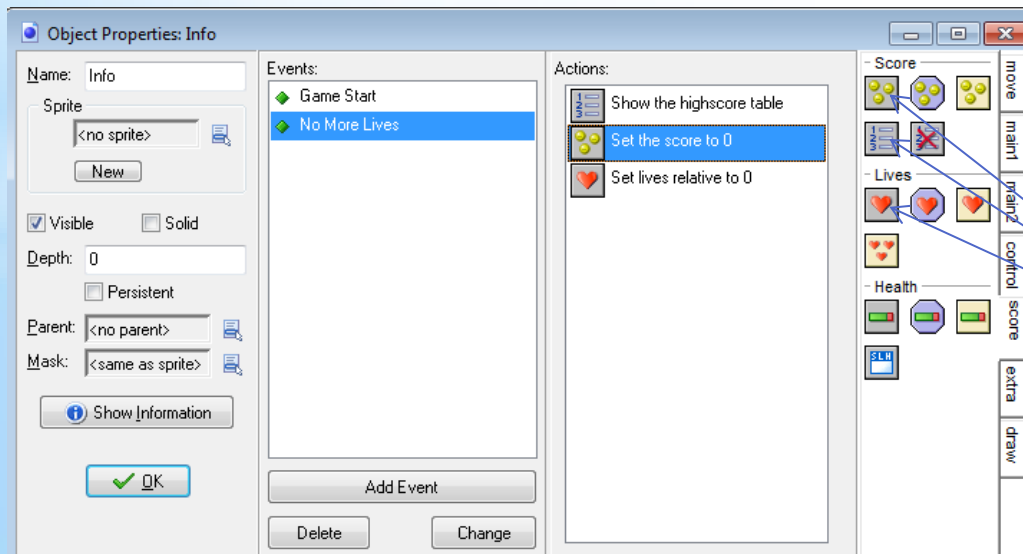 Object Properties: Info
Name: Info
Sprite
<no sprite>
New
Visible
Solid
Depth: 0
Persistent
Parent: <no parent>
Mask: <same as sprite>
Show Information
OK
Events:
Game Start
No More Lives
Add Event
Delete
Change
Actions:
Show the highscore table
Set the score to 0
Set lives relative to 0
Score
Lives
Health
SLH
move
main1
main2
control
score
extra
draw